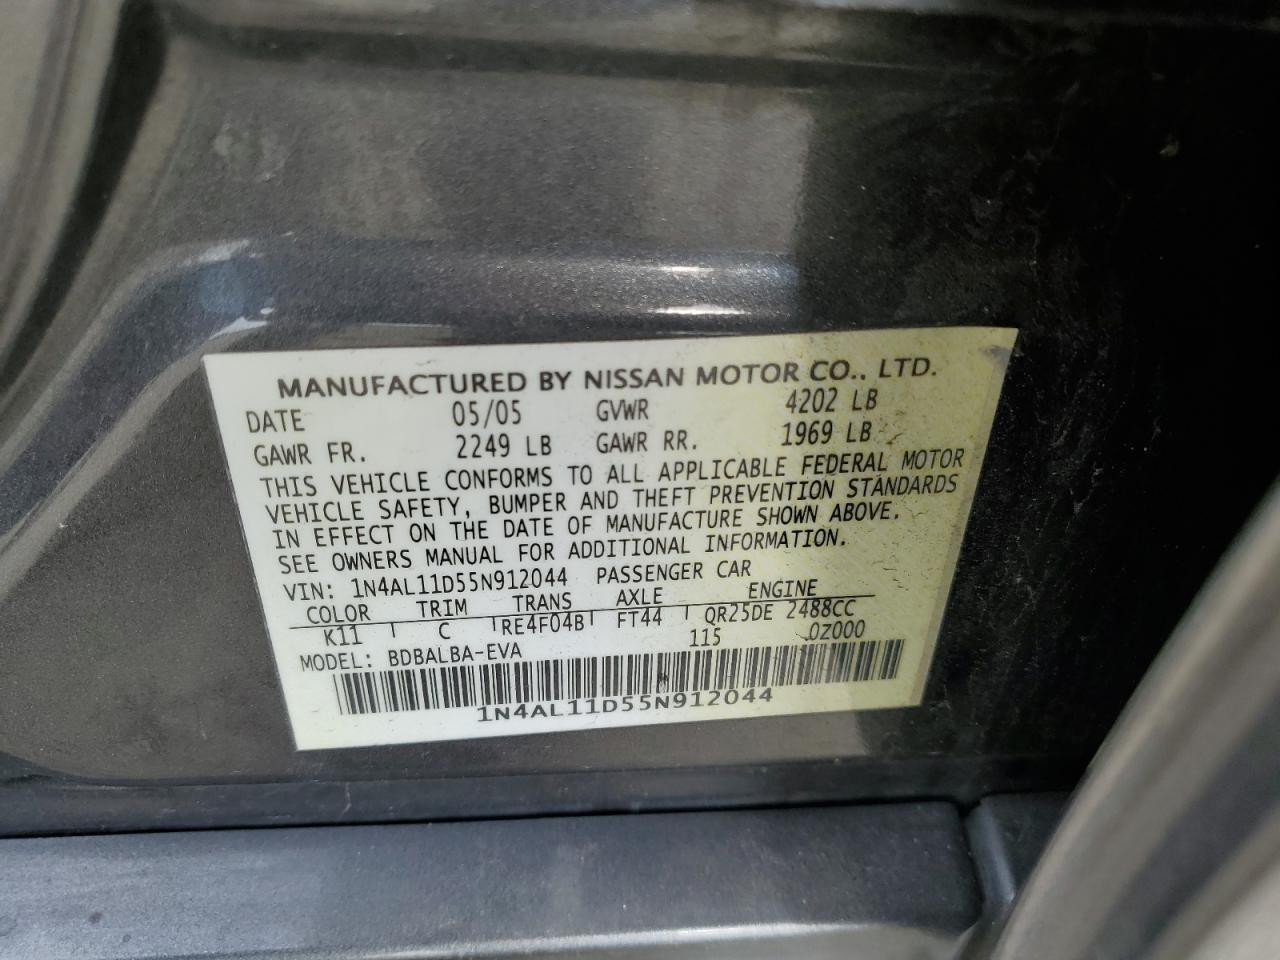 MANUFACTURED BY NISSAN MOTOR CO., LTD.
DATE 05/05 GVWR 4202 LB
GAWR FR. 2249 LB GAWR RR. 1969 LB
THIS VEHICLE CONFORMS TO ALL APPLICABLE FEDERAL MOTOR
VEHICLE SAFETY, BUMPER AND THEFT PREVENTION STANDARDS
IN EFFECT ON THE DATE OF MANUFACTURE SHOWN ABOVE.
SEE OWNERS MANUAL FOR ADDITIONAL INFORMATION.
VIN: 1N4AL11D55N912044 PASSENGER CAR
COLOR TRIM TRANS AXLE ENGINE
K11 C RE4F04B FT44 QR25DE 2488CC
MODEL: BDBALBA-EVA 115 0Z000
1N4AL11D55N912044